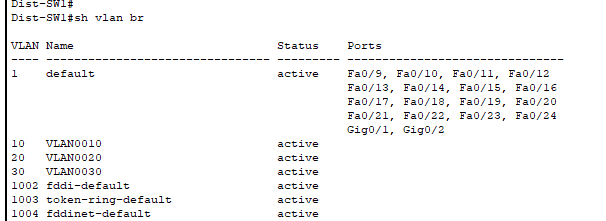 Dist-SW1#
Dist-SW1#sh vlan br

VLAN Name                             Status    Ports
---- -------------------------------- --------- -------------------------------
1    default                          active    Fa0/9, Fa0/10, Fa0/11, Fa0/12
                                                Fa0/13, Fa0/14, Fa0/15, Fa0/16
                                                Fa0/17, Fa0/18, Fa0/19, Fa0/20
                                                Fa0/21, Fa0/22, Fa0/23, Fa0/24
                                                Gig0/1, Gig0/2
10   VLAN0010                         active
20   VLAN0020                         active
30   VLAN0030                         active
1002 fddi-default                     active
1003 token-ring-default               active
1004 fddinet-default                  active